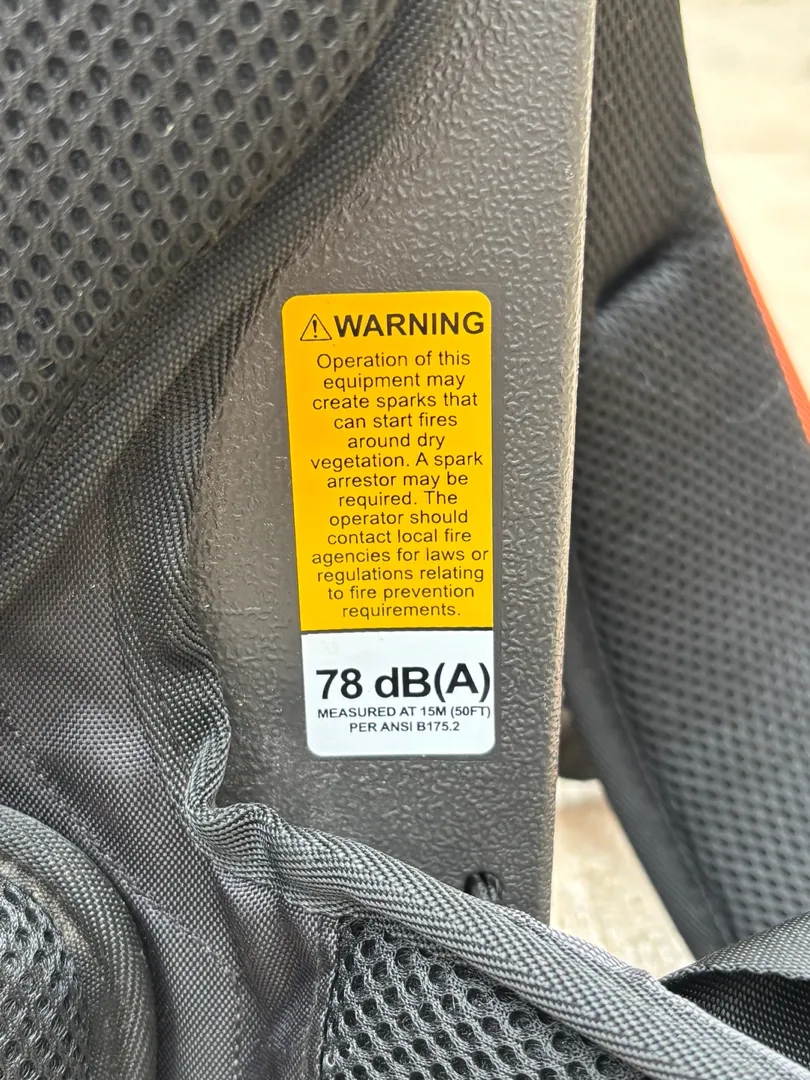 ⚠WARNING
Operation of this
equipment may
create sparks that
can start fires
around dry
vegetation. A spark
arrestor may be
required. The
operator should
contact local fire
agencies for laws or
regulations relating
to fire prevention
requirements.
78 dB(A)
MEASURED AT 15M (50FT)
PER ANSI B175.2